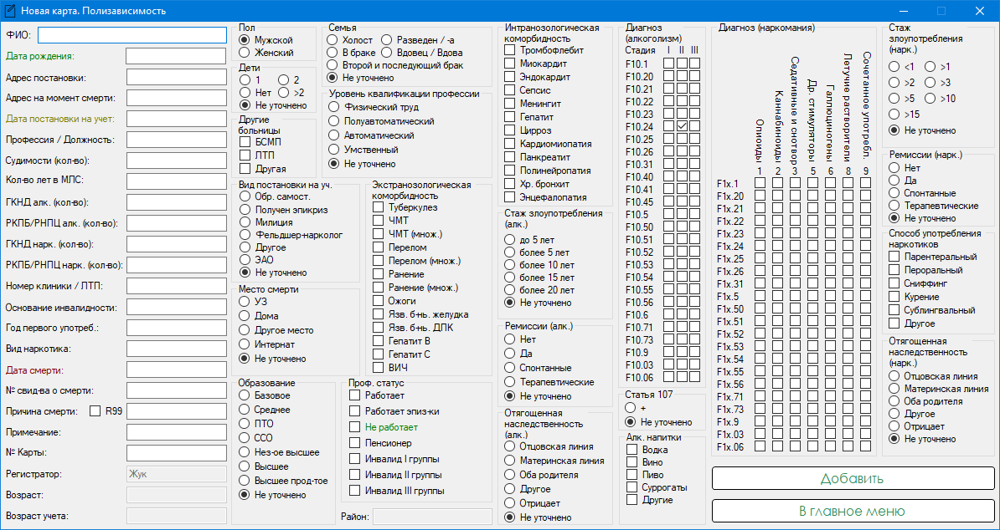 Новая карта. Полизависимость
ФИО:
Дата рождения:
Адрес постановки:
Адрес на момент смерти:
Дата постановки на учет:
Профессия / Должность:
Судимости (кол-во):
Кол-во лет в МЛС:
ГКНД алк. (кол-во):
РКПБ/РНПЦ алк. (кол-во):
ГКНД нарк. (кол-во):
РКПБ/РНПЦ нарк. (кол-во):
Номер клиники / ЛТП:
Основание инвалидности:
Год первого употреб.:
Вид наркотика:
Дата смерти:
№ свид-ва о смерти:
Причина смерти: R99
Примечание:
№ Карты:
Регистратор: Жук
Возраст:
Возраст учета:
Пол
Мужской
Женский
Дети
1 2
Нет >2
Не уточнено
Другие
больницы
БСМП
ЛТП
Другая
Семья
Холост Разведен / -а
В браке Вдовец / Вдова
Второй и последующий брак
Не уточнено
Уровень квалификации профессии
Физический труд
Полуавтоматический
Автоматический
Умственный
Не уточнено
Вид постановки на уч.
Обр. самост.
Получен эпикриз
Милиция
Фельдшер-нарколог
Другое
ЭАО
Не уточнено
Место смерти
УЗ
Дома
Другое место
Интернат
Не уточнено
Экстранозологическая
коморбидность
Туберкулез
ЧМТ
ЧМТ (множ.)
Перелом
Перелом (множ.)
Ранение
Ранение (множ.)
Ожоги
Язв. б-нь. желудка
Язв. б-нь. ДПК
Гепатит B
Гепатит C
ВИЧ
Образование
Базовое
Среднее
ПТО
ССО
Нез-ое высшее
Высшее
Высшее прод-тое
Не уточнено
Проф. статус
Работает
Работает эпиз-ки
Не работает
Пенсионер
Инвалид I группы
Инвалид II группы
Инвалид III группы
Район:
Интранозологическая
коморбидность
Тромбофлебит
Миокардит
Эндокардит
Сепсис
Менингит
Гепатит
Цирроз
Кардиомиопатия
Панкреатит
Полинейропатия
Хр. бронхит
Энцефалопатия
Стаж злоупотребления
(алк.)
до 5 лет
более 5 лет
более 10 лет
более 15 лет
более 20 лет
Не уточнено
Ремиссии (алк.)
Нет
Да
Спонтанные
Терапевтические
Не уточнено
Отягощенная
наследственность
(алк.)
Отцовская линия
Материнская линия
Оба родителя
Другое
Отрицает
Не уточнено
Диагноз
(алкоголизм)
Стадия I II III
F10.1
F10.20
F10.21
F10.22
F10.23
F10.24
F10.25
F10.26
F10.31
F10.40
F10.41
F10.45
F10.5
F10.50
F10.51
F10.52
F10.53
F10.54
F10.55
F10.56
F10.6
F10.71
F10.73
F10.9
F10.03
F10.06
Статья 107
+
Не уточнено
Алк. напитки
Водка
Вино
Пиво
Суррогаты
Другие
Диагноз (наркомания)
Опиоиды
Каннабиноиды
Седативные и снотвор.
Др. стимуляторы
Галлюциногены
Летучие растворители
Сочетанное употребл.
1 2 3 5 6 8 9
F1x.1
F1x.20
F1x.21
F1x.22
F1x.23
F1x.24
F1x.25
F1x.26
F1x.31
F1x.5
F1x.50
F1x.51
F1x.52
F1x.53
F1x.54
F1x.55
F1x.56
F1x.71
F1x.73
F1x.9
F1x.03
F1x.06
Стаж
злоупотребления
(нарк.)
<1 >1
>2 >3
>5 >10
>15
Не уточнено
Ремиссии (нарк.)
Нет
Да
Спонтанные
Терапевтические
Не уточнено
Способ употребления
наркотиков
Парентеральный
Пероральный
Сниффинг
Курение
Сублингвальный
Другое
Отягощенная
наследственность
(нарк.)
Отцовская линия
Материнская линия
Оба родителя
Другое
Отрицает
Не уточнено
Добавить
В главное меню